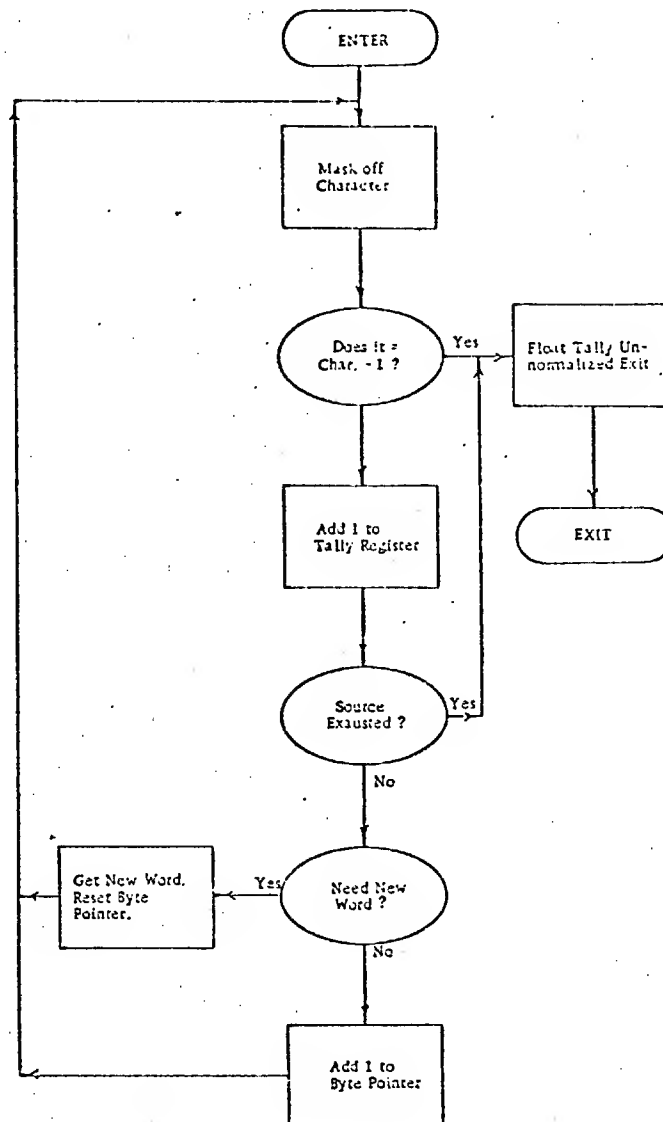 ENTER
Mask off
Character
Does it =
Char. - 1 ?
Yes
Float Tally Un-
normalized Exit
Add 1 to
Tally Register
EXIT
Source
Exausted ?
Yes
No
Get New Word.
Reset Byte
Pointer.
Yes
Need New
Word ?
No
Add 1 to
Byte Pointer